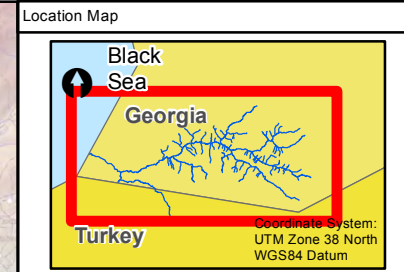 Location Map
Black
Sea
Georgia
Turkey
Coordinate System:
UTM Zone 38 North
WGS84 Datum